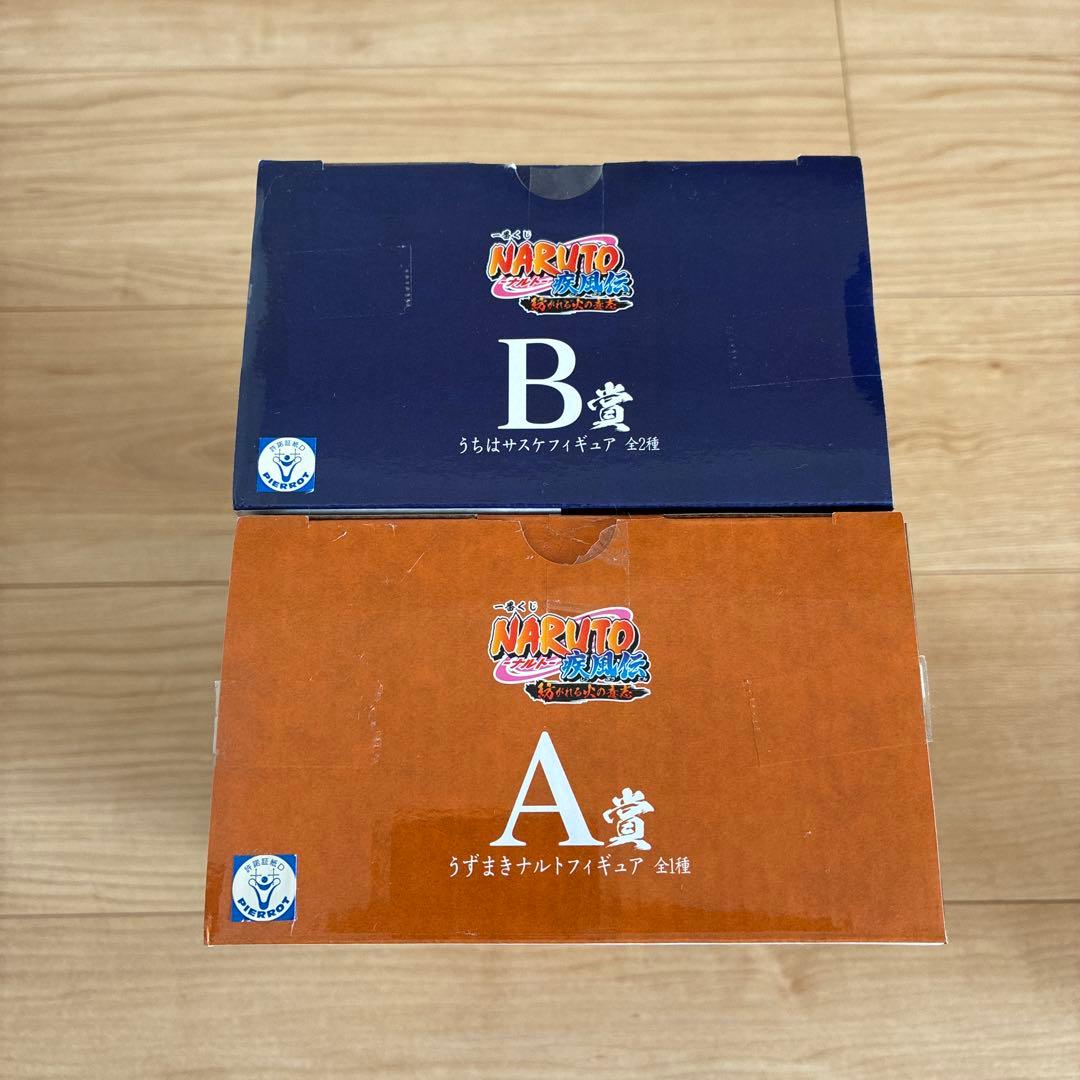 一番くじ
NARUTO
-ナルト-
疾風伝
紡がれる火の意志
B賞
うちはサスケフィギュア 全2種
許諾証紙D
PIERROT
一番くじ
NARUTO
-ナルト-
疾風伝
紡がれる火の意志
A賞
うずまきナルトフィギュア 全1種
許諾証紙D
PIERROT